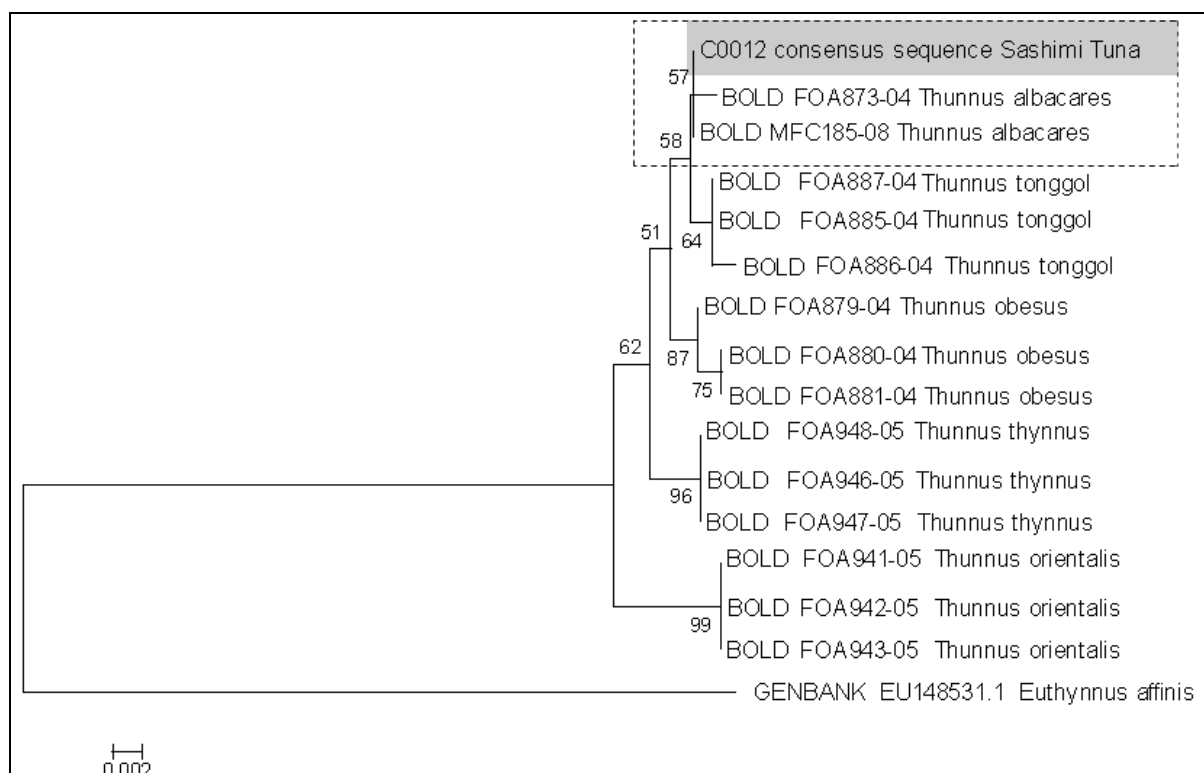 C0012 consensus sequence Sashimi Tuna
57
BOLD FOA873-04 Thunnus albacares
BOLD MFC185-08 Thunnus albacares
58
BOLD FOA887-04 Thunnus tonggol
BOLD FOA885-04 Thunnus tonggol
51
64
BOLD FOA886-04 Thunnus tonggol
BOLD FOA879-04 Thunnus obesus
62
87
BOLD FOA880-04 Thunnus obesus
75
BOLD FOA881-04 Thunnus obesus
BOLD FOA948-05 Thunnus thynnus
BOLD FOA946-05 Thunnus thynnus
96
BOLD FOA947-05 Thunnus thynnus
BOLD FOA941-05 Thunnus orientalis
BOLD FOA942-05 Thunnus orientalis
99
BOLD FOA943-05 Thunnus orientalis
GENBANK EU148531.1 Euthynnus affinis
0.002